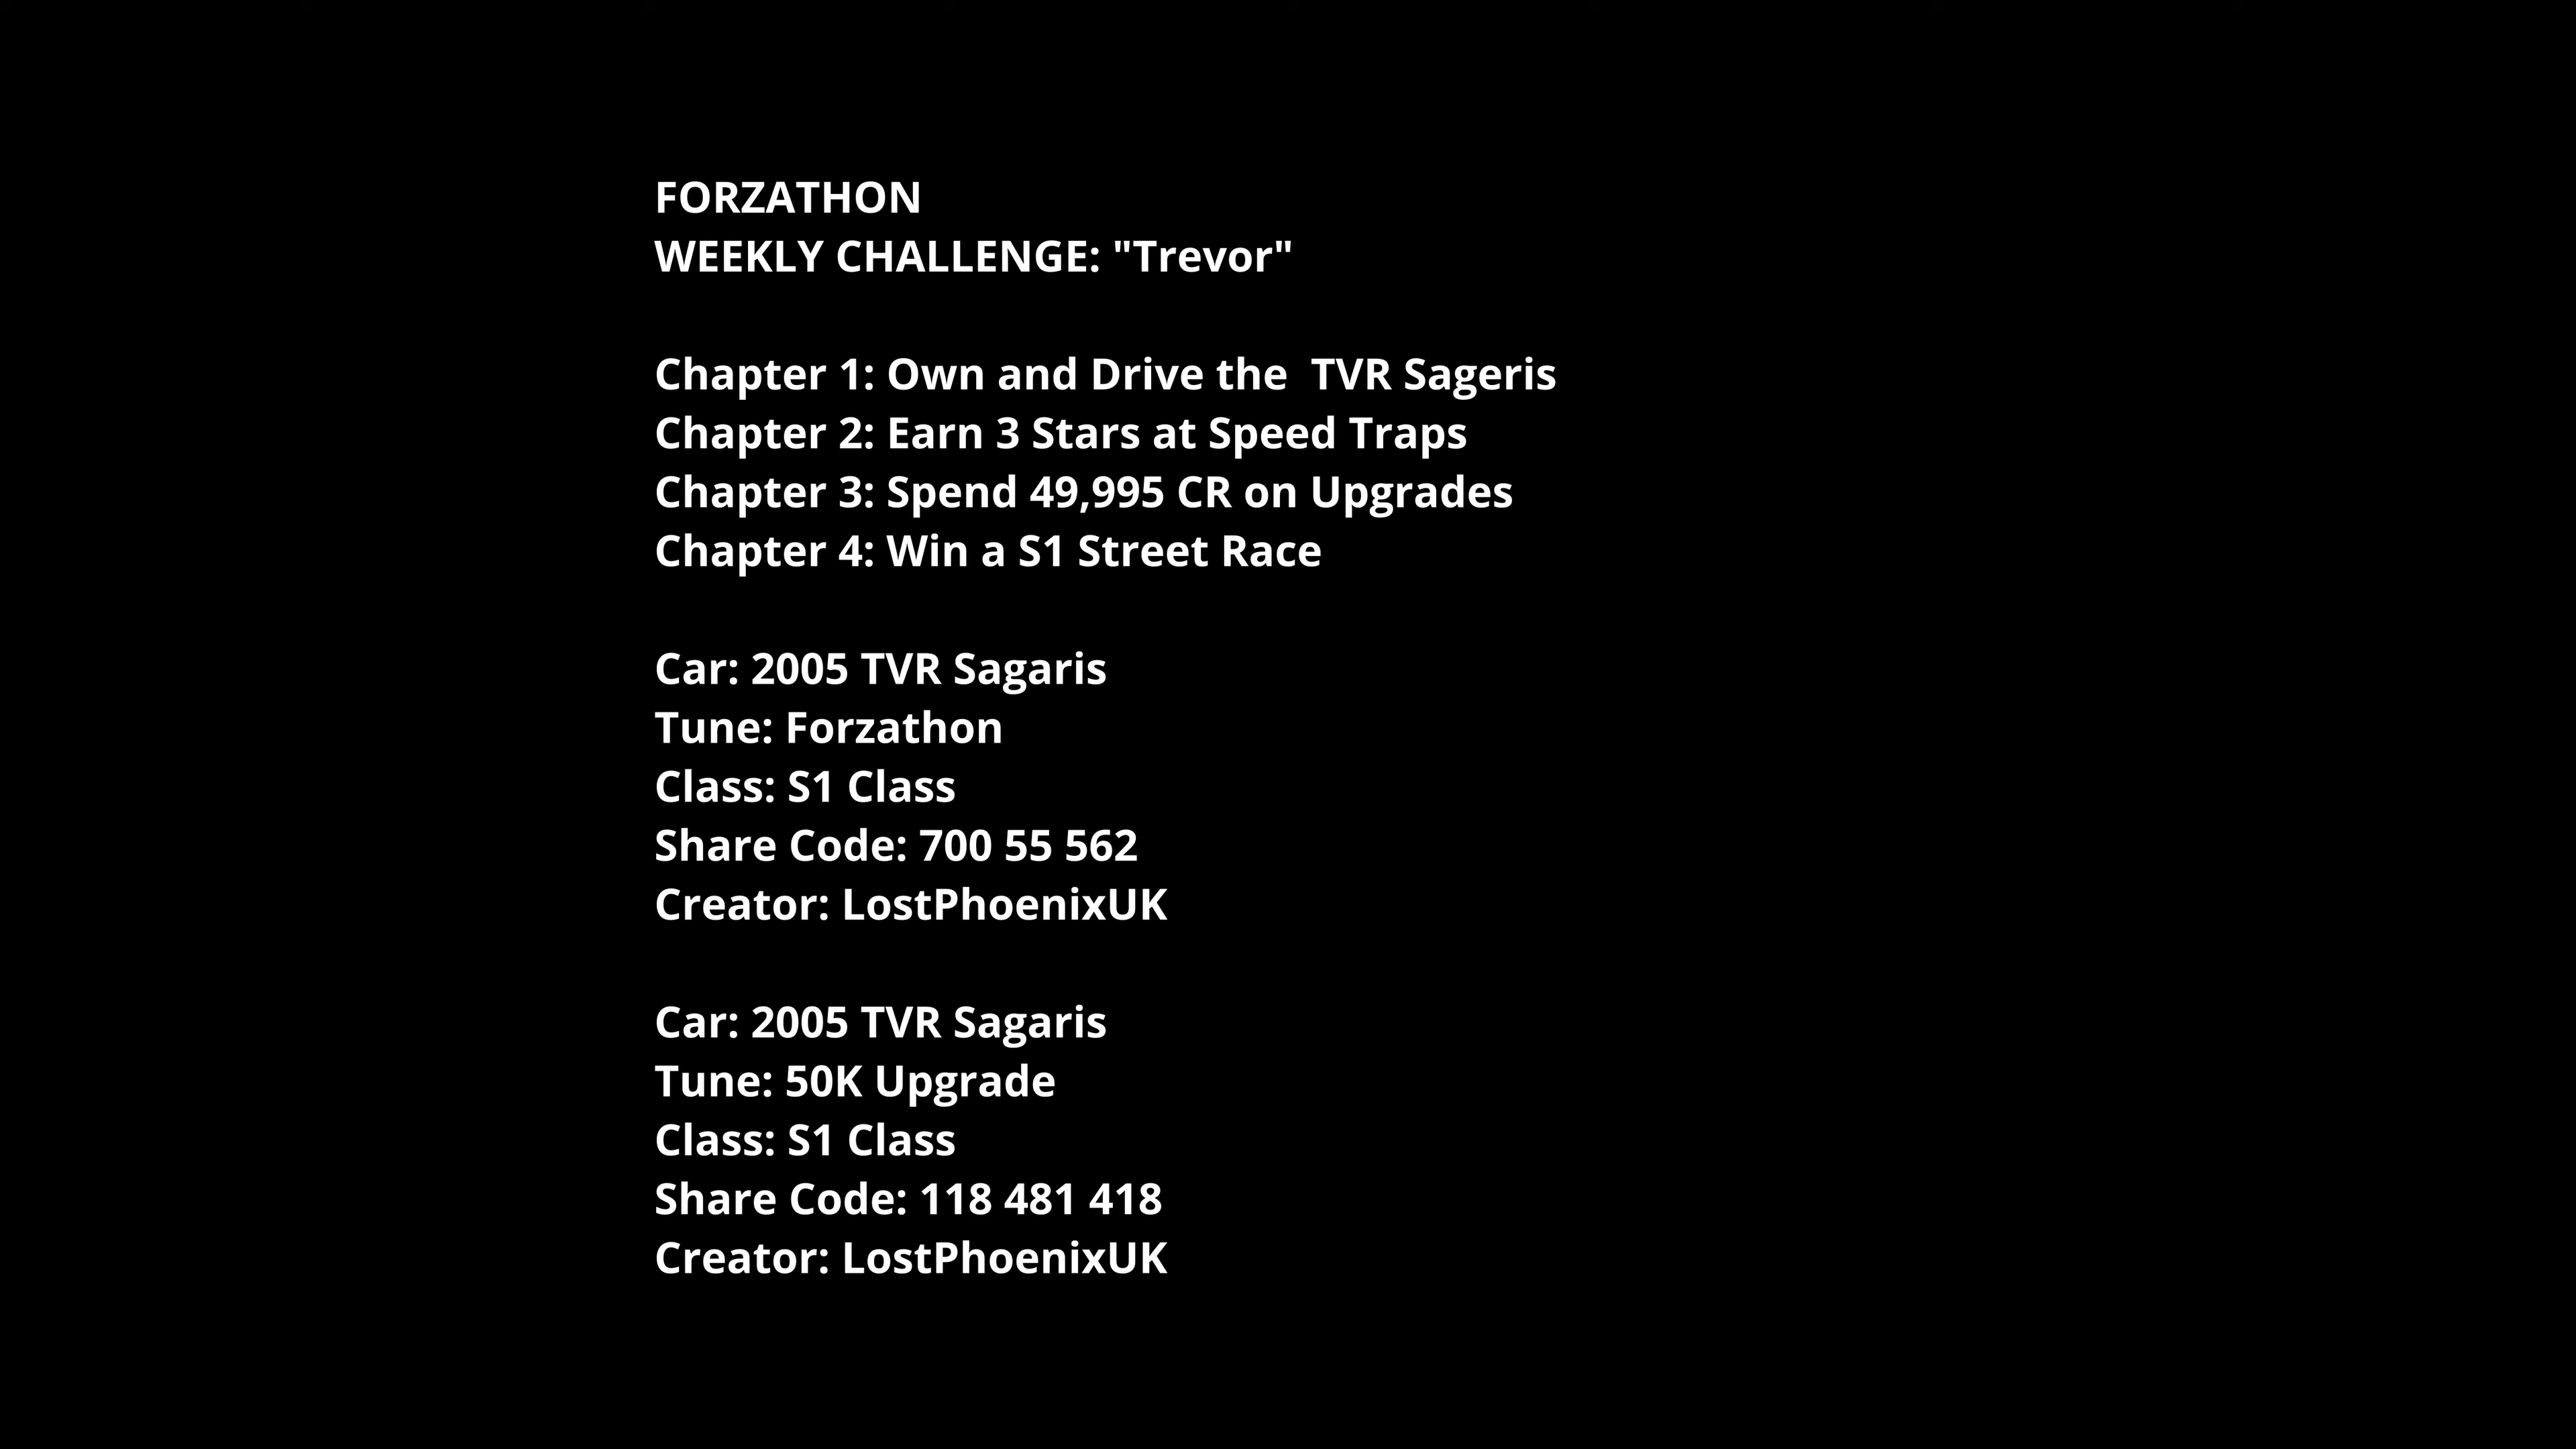 FORZATHON
WEEKLY CHALLENGE: "Trevor"
Chapter 1: Own and Drive the  TVR Sageris
Chapter 2: Earn 3 Stars at Speed Traps
Chapter 3: Spend 49,995 CR on Upgrades
Chapter 4: Win a S1 Street Race
Car: 2005 TVR Sagaris
Tune: Forzathon
Class: S1 Class
Share Code: 700 55 562
Creator: LostPhoenixUK
Car: 2005 TVR Sagaris
Tune: 50K Upgrade
Class: S1 Class
Share Code: 118 481 418
Creator: LostPhoenixUK